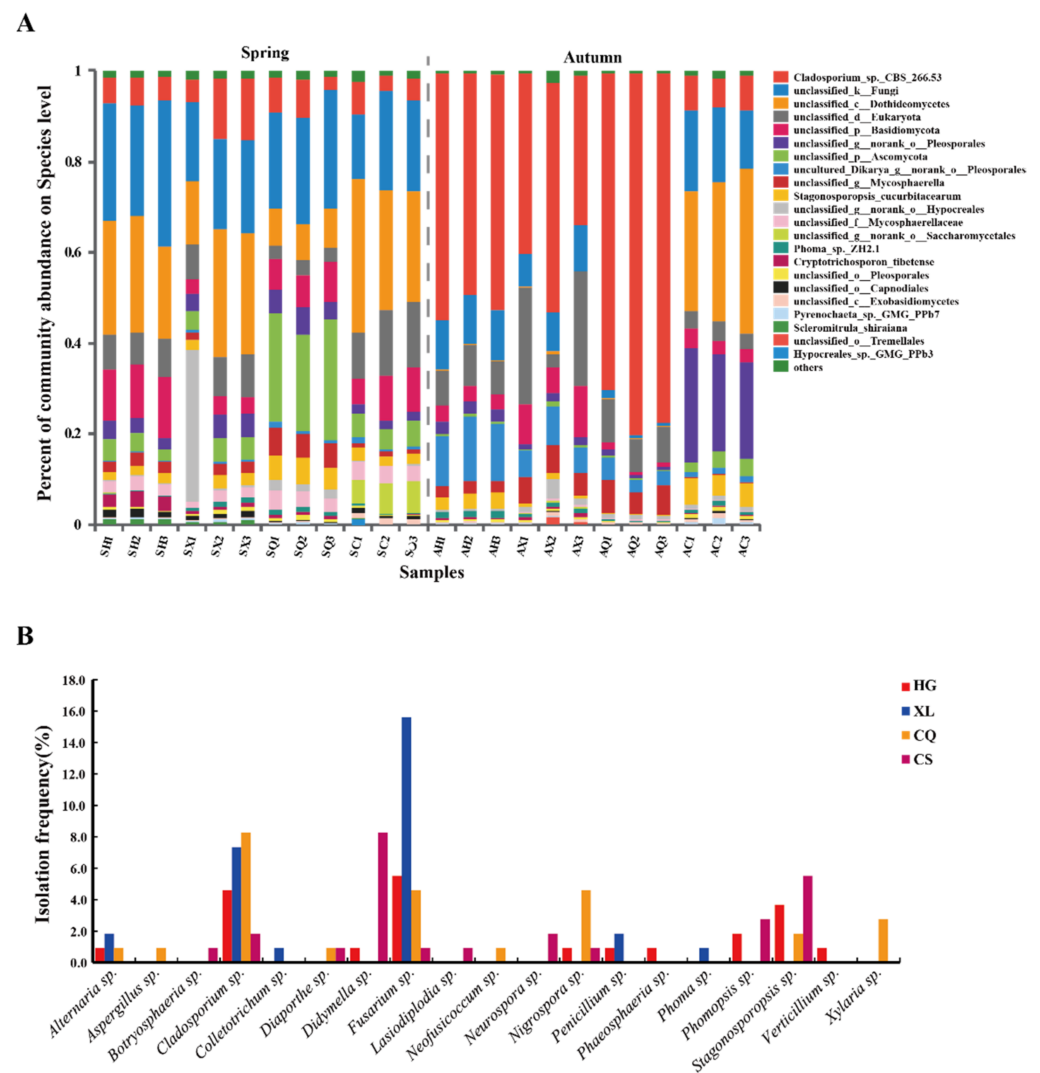 A
Spring
Autumn
Percent of community abundance on Species level
1
0.8
0.6
0.4
0.2
0
SH1 SH2 SH3 SX1 SX2 SX3 SQ1 SQ2 SQ3 SC1 SC2 SQ3 AH1 AH2 AH3 AX1 AX2 AX3 AQ1 AQ2 AQ3 AC1 AC2 AC3
Samples
Cladosporium_sp._CBS_266.53
unclassified_k__Fungi
unclassified_c__Dothideomycetes
unclassified_d__Eukaryota
unclassified_p__Basidiomycota
unclassified_g__norank_o__Pleosporales
unclassified_p__Ascomycota
uncultured_Dikarya_g__norank_o__Pleosporales
unclassified_g__Mycosphaerella
Stagonosporopsis_cucurbitacearum
unclassified_g__norank_o__Hypocreales
unclassified_f__Mycosphaerellaceae
unclassified_g__norank_o__Saccharomycetales
Phoma_sp._ZH2.1
Cryptotrichosporon_tibetense
unclassified_o__Pleosporales
unclassified_o__Capnodiales
unclassified_c__Exobasidiomycetes
Pyrenochaeta_sp._GMG_PPb7
Scleromitrula_shiraiana
unclassified_o__Tremellales
Hypocreales_sp._GMG_PPb3
others
B
Isolation frequency(%)
18.0
16.0
14.0
12.0
10.0
8.0
6.0
4.0
2.0
0.0
HG
XL
CQ
CS
Alternaria sp.
Aspergillus sp.
Botryosphaeria sp.
Cladosporium sp.
Colletotrichum sp.
Diaporthe sp.
Didymella sp.
Fusarium sp.
Lasiodiplodia sp.
Neofusicoccum sp.
Neurospora sp.
Nigrospora sp.
Penicillium sp.
Phaeosphaeria sp.
Phoma sp.
Phomopsis sp.
Stagonosporopsis sp.
Verticillium sp.
Xylaria sp.